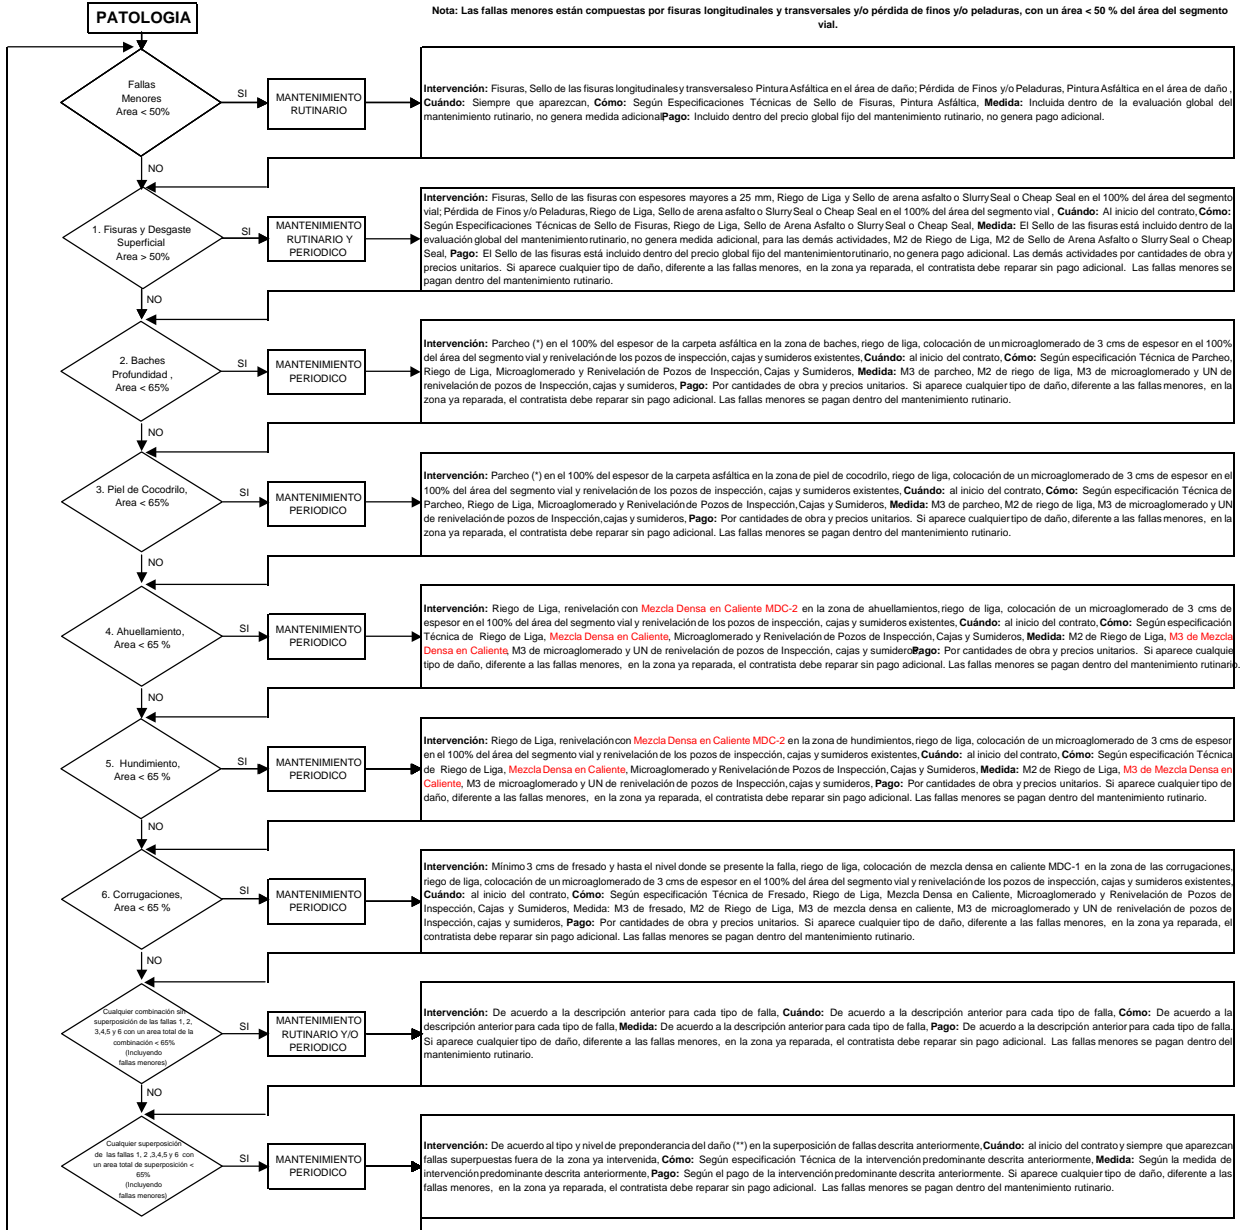 PATOLOGIA
Nota: Las fallas menores están compuestas por fisuras longitudinales y transversales y/o pérdida de finos y/o peladuras, con un área < 50 % del área del segmento
vial.
Fallas
Menores
Area < 50%
SI
MANTENIMIENTO
RUTINARIO
Intervención: Fisuras, Sello de las fisuras longitudinales y transversales o Pintura Asfáltica en el área de daño; Pérdida de Finos y/o Peladuras, Pintura Asfáltica en el área de daño ,
Cuándo: Siempre que aparezcan, Cómo: Según Especificaciones Técnicas de Sello de Fisuras, Pintura Asfáltica, Medida: Incluida dentro de la evaluación global del
mantenimiento rutinario, no genera medida adicional Pago: Incluido dentro del precio global fijo del mantenimiento rutinario, no genera pago adicional.
NO
1. Fisuras y Desgaste
Superficial
Area > 50%
SI
MANTENIMIENTO
RUTINARIO Y
PERIODICO
Intervención: Fisuras, Sello de las fisuras con espesores mayores a 25 mm, Riego de Liga y Sello de arena asfalto o Slurry Seal o Cheap Seal en el 100% del área del segmento
vial; Pérdida de Finos y/o Peladuras, Riego de Liga, Sello de arena asfalto o Slurry Seal o Cheap Seal en el 100% del área del segmento vial , Cuándo: Al inicio del contrato, Cómo:
Según Especificaciones Técnicas de Sello de Fisuras, Riego de Liga, Sello de Arena Asfalto o Slurry Seal o Cheap Seal, Medida: El Sello de las fisuras está incluido dentro de la
evaluación global del mantenimiento rutinario, no genera medida adicional, para las demás actividades, M2 de Riego de Liga, M2 de Sello de Arena Asfalto o Slurry Seal o Cheap
Seal, Pago: El Sello de las fisuras está incluido dentro del precio global fijo del mantenimiento rutinario, no genera pago adicional. Las demás actividades por cantidades de obra y
precios unitarios. Si aparece cualquier tipo de daño, diferente a las fallas menores, en la zona ya reparada, el contratista debe reparar sin pago adicional. Las fallas menores se
pagan dentro del mantenimiento rutinario.
NO
2. Baches
Profundidad ,
Area < 65%
SI
MANTENIMIENTO
PERIODICO
Intervención: Parcheo (*) en el 100% del espesor de la carpeta asfáltica en la zona de baches, riego de liga, colocación de un microaglomerado de 3 cms de espesor en el 100%
del área del segmento vial y renivelación de los pozos de inspección, cajas y sumideros existentes, Cuándo: al inicio del contrato, Cómo: Según especificación Técnica de Parcheo,
Riego de Liga, Microaglomerado y Renivelación de Pozos de Inspección, Cajas y Sumideros, Medida: M3 de parcheo, M2 de riego de liga, M3 de microaglomerado y UN de
renivelación de pozos de Inspección, cajas y sumideros, Pago: Por cantidades de obra y precios unitarios. Si aparece cualquier tipo de daño, diferente a las fallas menores, en la
zona ya reparada, el contratista debe reparar sin pago adicional. Las fallas menores se pagan dentro del mantenimiento rutinario.
NO
3. Piel de Cocodrilo,
Area < 65%
SI
MANTENIMIENTO
PERIODICO
Intervención: Parcheo (*) en el 100% del espesor de la carpeta asfáltica en la zona de piel de cocodrilo, riego de liga, colocación de un microaglomerado de 3 cms de espesor en el
100% del área del segmento vial y renivelación de los pozos de inspección, cajas y sumideros existentes, Cuándo: al inicio del contrato, Cómo: Según especificación Técnica de
Parcheo, Riego de Liga, Microaglomerado y Renivelación de Pozos de Inspección, Cajas y Sumideros, Medida: M3 de parcheo, M2 de riego de liga, M3 de microaglomerado y UN
de renivelación de pozos de Inspección, cajas y sumideros, Pago: Por cantidades de obra y precios unitarios. Si aparece cualquier tipo de daño, diferente a las fallas menores, en la
zona ya reparada, el contratista debe reparar sin pago adicional. Las fallas menores se pagan dentro del mantenimiento rutinario.
NO
4. Ahuellamiento,
Area < 65 %
SI
MANTENIMIENTO
PERIODICO
Intervención: Riego de Liga, renivelación con Mezcla Densa en Caliente MDC-2 en la zona de ahuellamientos, riego de liga, colocación de un microaglomerado de 3 cms de
espesor en el 100% del área del segmento vial y renivelación de los pozos de inspección, cajas y sumideros existentes, Cuándo: al inicio del contrato, Cómo: Según especificación
Técnica de Riego de Liga, Mezcla Densa en Caliente, Microaglomerado y Renivelación de Pozos de Inspección, Cajas y Sumideros, Medida: M2 de Riego de Liga, M3 de Mezcla
Densa en Caliente, M3 de microaglomerado y UN de renivelación de pozos de Inspección, cajas y sumideros, Pago: Por cantidades de obra y precios unitarios. Si aparece cualquie
tipo de daño, diferente a las fallas menores, en la zona ya reparada, el contratista debe reparar sin pago adicional. Las fallas menores se pagan dentro del mantenimiento rutinario.
NO
5. Hundimiento,
Area < 65 %
SI
MANTENIMIENTO
PERIODICO
Intervención: Riego de Liga, renivelación con Mezcla Densa en Caliente MDC-2 en la zona de hundimientos, riego de liga, colocación de un microaglomerado de 3 cms de espesor
en el 100% del área del segmento vial y renivelación de los pozos de inspección, cajas y sumideros existentes, Cuándo: al inicio del contrato, Cómo: Según especificación Técnica
de Riego de Liga, Mezcla Densa en Caliente, Microaglomerado y Renivelación de Pozos de Inspección, Cajas y Sumideros, Medida: M2 de Riego de Liga, M3 de Mezcla Densa en
Caliente, M3 de microaglomerado y UN de renivelación de pozos de Inspección, cajas y sumideros, Pago: Por cantidades de obra y precios unitarios. Si aparece cualquier tipo de
daño, diferente a las fallas menores, en la zona ya reparada, el contratista debe reparar sin pago adicional. Las fallas menores se pagan dentro del mantenimiento rutinario.
NO
6. Corrugaciones,
Area < 65 %
SI
MANTENIMIENTO
PERIODICO
Intervención: Mínimo 3 cms de fresado y hasta el nivel donde se presente la falla, riego de liga, colocación de mezcla densa en caliente MDC-1 en la zona de las corrugaciones,
riego de liga, colocación de un microaglomerado de 3 cms de espesor en el 100% del área del segmento vial y renivelación de los pozos de inspección, cajas y sumideros existentes,
Cuándo: al inicio del contrato, Cómo: Según especificación Técnica de Fresado, Riego de Liga, Mezcla Densa en Caliente, Microaglomerado y Renivelación de Pozos de
Inspección, Cajas y Sumideros, Medida: M3 de fresado, M2 de Riego de Liga, M3 de mezcla densa en caliente, M3 de microaglomerado y UN de renivelación de pozos de
Inspección, cajas y sumideros, Pago: Por cantidades de obra y precios unitarios. Si aparece cualquier tipo de daño, diferente a las fallas menores, en la zona ya reparada, el
contratista debe reparar sin pago adicional. Las fallas menores se pagan dentro del mantenimiento rutinario.
NO
Cualquier combinación sin
superposición de las fallas 1, 2,
3,4,5 y 6 con un area total de la
combinación < 65%
(Incluyendo
fallas menores)
SI
MANTENIMIENTO
RUTINARIO Y/O
PERIODICO
Intervención: De acuerdo a la descripción anterior para cada tipo de falla, Cuándo: De acuerdo a la descripción anterior para cada tipo de falla, Cómo: De acuerdo a la
descripción anterior para cada tipo de falla, Medida: De acuerdo a la descripción anterior para cada tipo de falla, Pago: De acuerdo a la descripción anterior para cada tipo de falla.
Si aparece cualquier tipo de daño, diferente a las fallas menores, en la zona ya reparada, el contratista debe reparar sin pago adicional. Las fallas menores se pagan dentro del
mantenimiento rutinario.
NO
Cualquier superposición
de las fallas 1, 2 ,3,4,5 y 6 con
un area total de superposición <
65%
(Incluyendo
fallas menores)
SI
MANTENIMIENTO
PERIODICO
Intervención: De acuerdo al tipo y nivel de preponderancia del daño (**) en la superposición de fallas descrita anteriormente, Cuándo: al inicio del contrato y siempre que aparezcan
fallas superpuestas fuera de la zona ya intervenida, Cómo: Según especificación Técnica de la intervención predominante descrita anteriormente, Medida: Según la medida de
intervención predominante descrita anteriormente, Pago: Según el pago de la intervención predominante descrita anteriormente. Si aparece cualquier tipo de daño, diferente a las
fallas menores, en la zona ya reparada, el contratista debe reparar sin pago adicional. Las fallas menores se pagan dentro del mantenimiento rutinario.